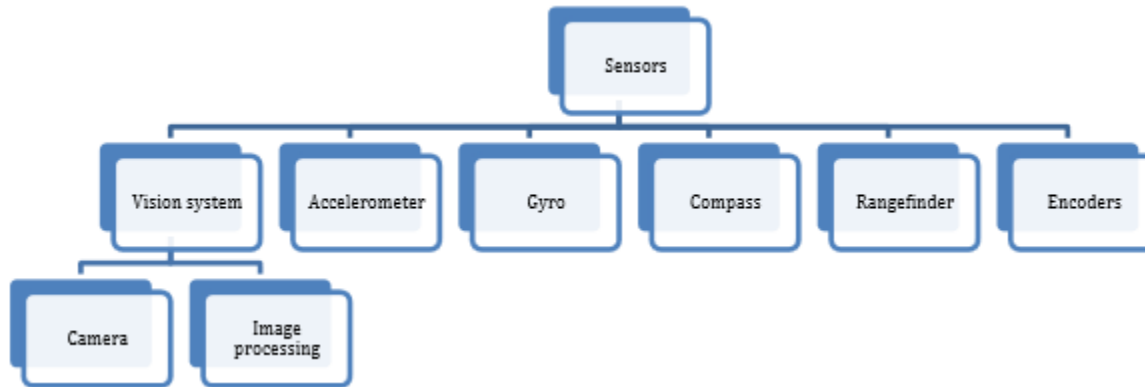 Sensors
Vision system
Accelerometer
Gyro
Compass
Rangefinder
Encoders
Camera
Image
processing